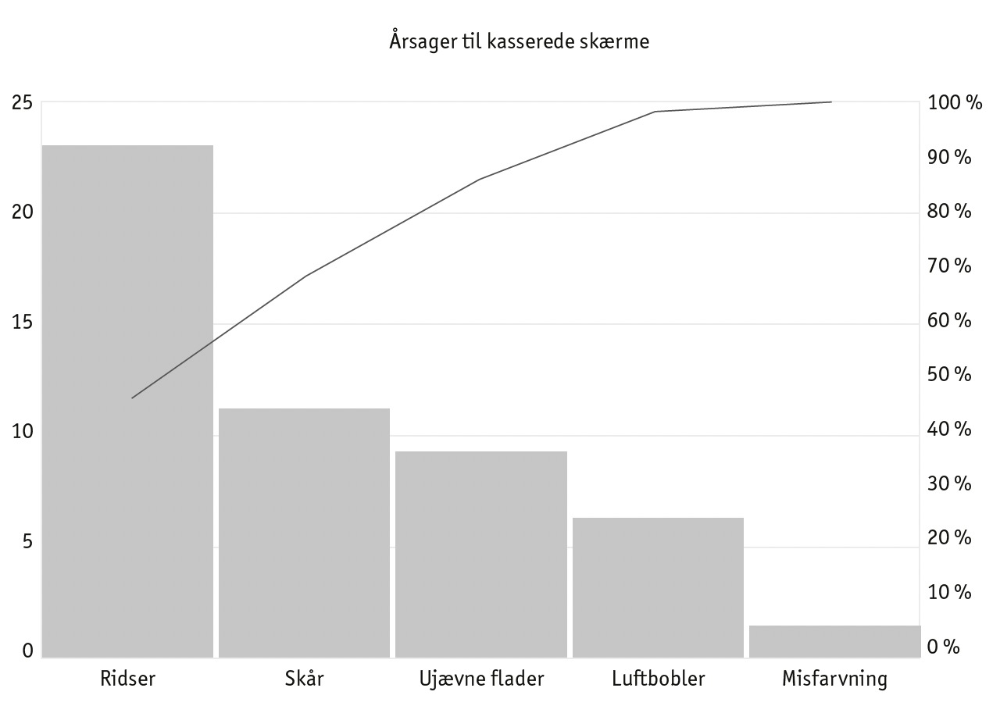 Årsager til kasserede skærme
25
20
15
10
5
0
100 %
90 %
80 %
70 %
60 %
50 %
40 %
30 %
20 %
10 %
0 %
Ridser
Skår
Ujævne flader
Luftbobler
Misfarvning